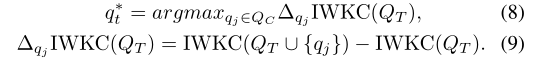 q*_t = argmax_{q_j∈Q_C} Δ_{q_j} IWKC(Q_T), (8)
Δ_{q_j} IWKC(Q_T) = IWKC(Q_T ∪ {q_j}) − IWKC(Q_T). (9)